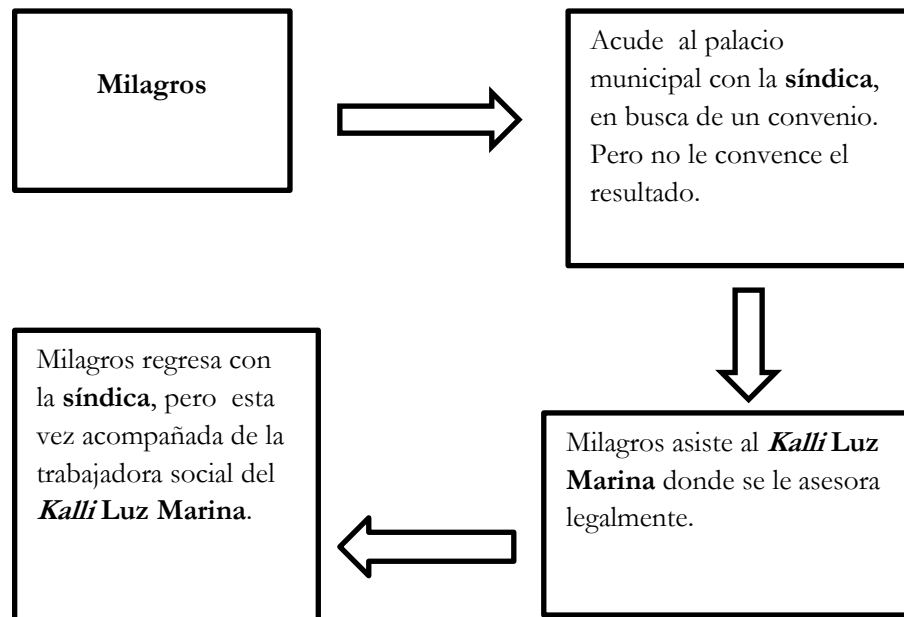 Milagros
Acude al palacio
municipal con la síndica,
en busca de un convenio.
Pero no le convence el
resultado.
Milagros asiste al Kalli Luz
Marina donde se le asesora
legalmente.
Milagros regresa con
la síndica, pero esta
vez acompañada de la
trabajadora social del
Kalli Luz Marina.